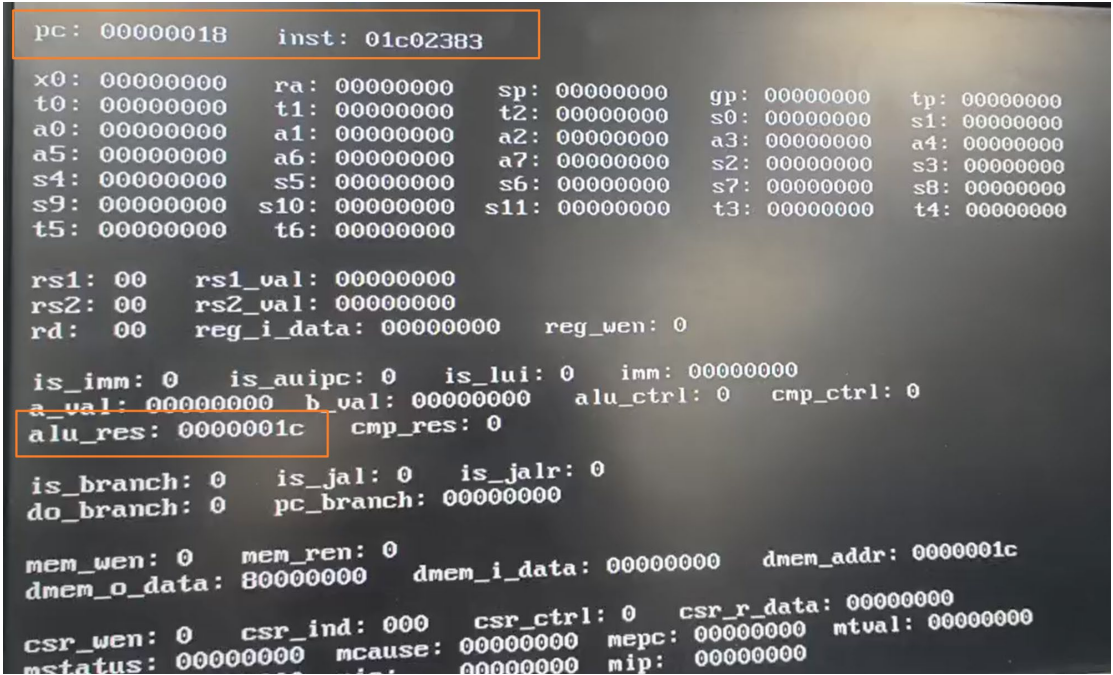 pc: 00000018 inst: 01c02383
x0: 00000000 ra: 00000000 sp: 00000000 gp: 00000000 tp: 00000000
t0: 00000000 t1: 00000000 t2: 00000000 s0: 00000000 s1: 00000000
a0: 00000000 a1: 00000000 a2: 00000000 a3: 00000000 a4: 00000000
a5: 00000000 a6: 00000000 a7: 00000000 s2: 00000000 s3: 00000000
s4: 00000000 s5: 00000000 s6: 00000000 s7: 00000000 s8: 00000000
s9: 00000000 s10: 00000000 s11: 00000000 t3: 00000000 t4: 00000000
t5: 00000000 t6: 00000000
rs1: 00 rs1_val: 00000000
rs2: 00 rs2_val: 00000000
rd: 00 reg_i_data: 00000000 reg_wen: 0
is_imm: 0 is_auipc: 0 is_lui: 0 imm: 00000000
a_val: 00000000 b_val: 00000000 alu_ctrl: 0 cmp_ctrl: 0
alu_res: 0000001c cmp_res: 0
is_branch: 0 is_jal: 0 is_jalr: 0
do_branch: 0 pc_branch: 00000000
mem_wen: 0 mem_ren: 0
dmem_o_data: 80000000 dmem_i_data: 00000000 dmem_addr: 0000001c
csr_wen: 0 csr_ind: 000 csr_ctrl: 0 csr_r_data: 00000000
mstatus: 00000000 mcause: 00000000 mepc: 00000000 mtval: 00000000
00000000 mip: 00000000